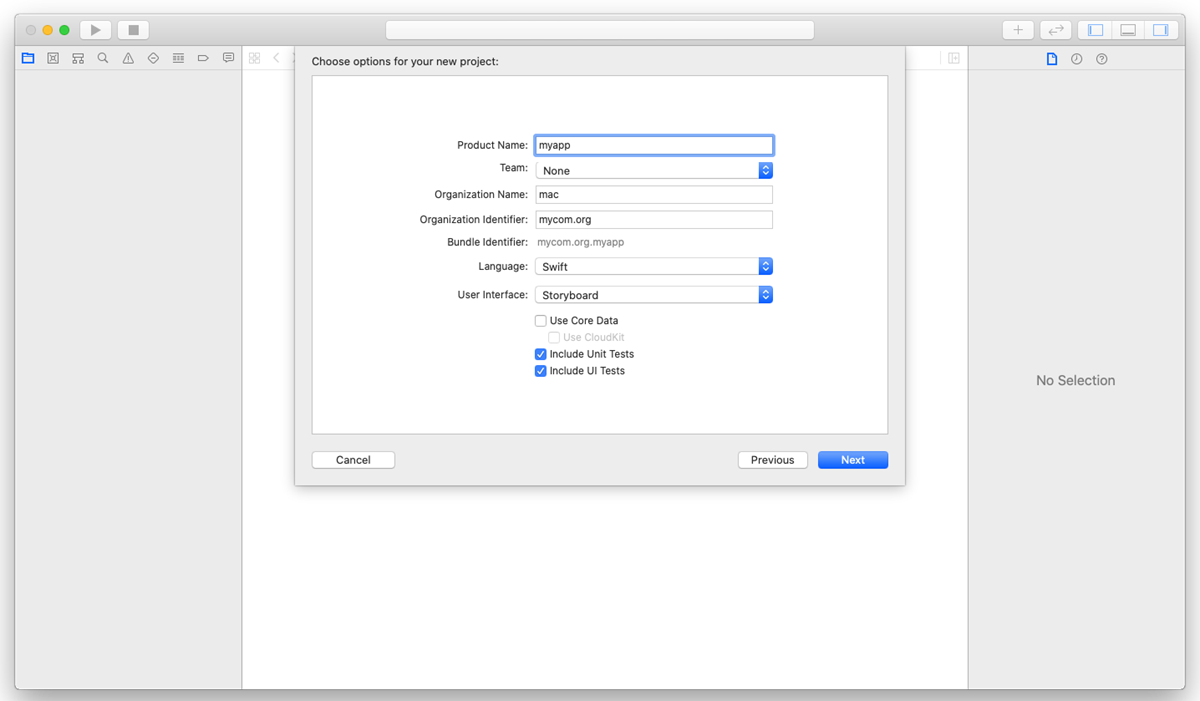 Choose options for your new project:
Product Name: myapp
Team: None
Organization Name: mac
Organization Identifier: mycom.org
Bundle Identifier: mycom.org.myapp
Language: Swift
User Interface: Storyboard
Use Core Data
Use CloudKit
Include Unit Tests
Include UI Tests
No Selection
Cancel Previous Next